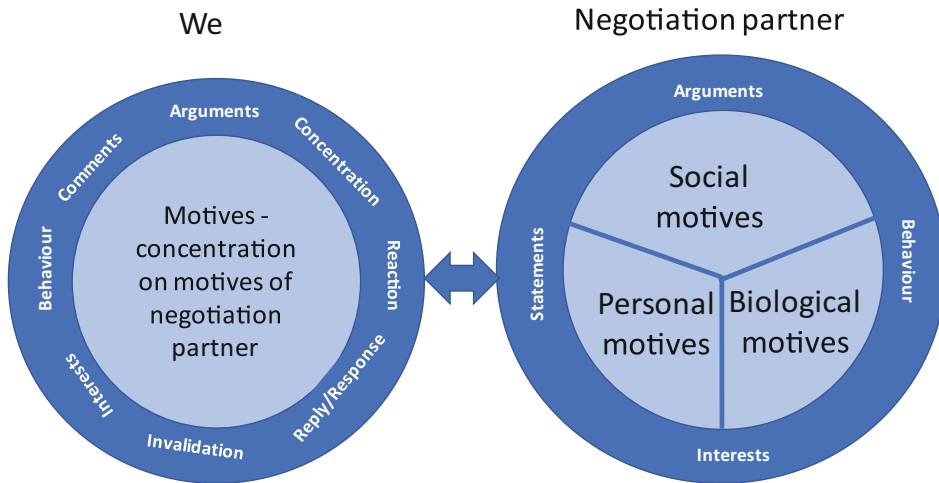 We
Negotiation partner
Arguments
Concentration
Reaction
Reply/Response
Invalidation
Interests
Behaviour
Comments
Motives -
concentration
on motives of
negotiation
partner
Arguments
Behaviour
Interests
Statements
Social
motives
Personal
motives
Biological
motives